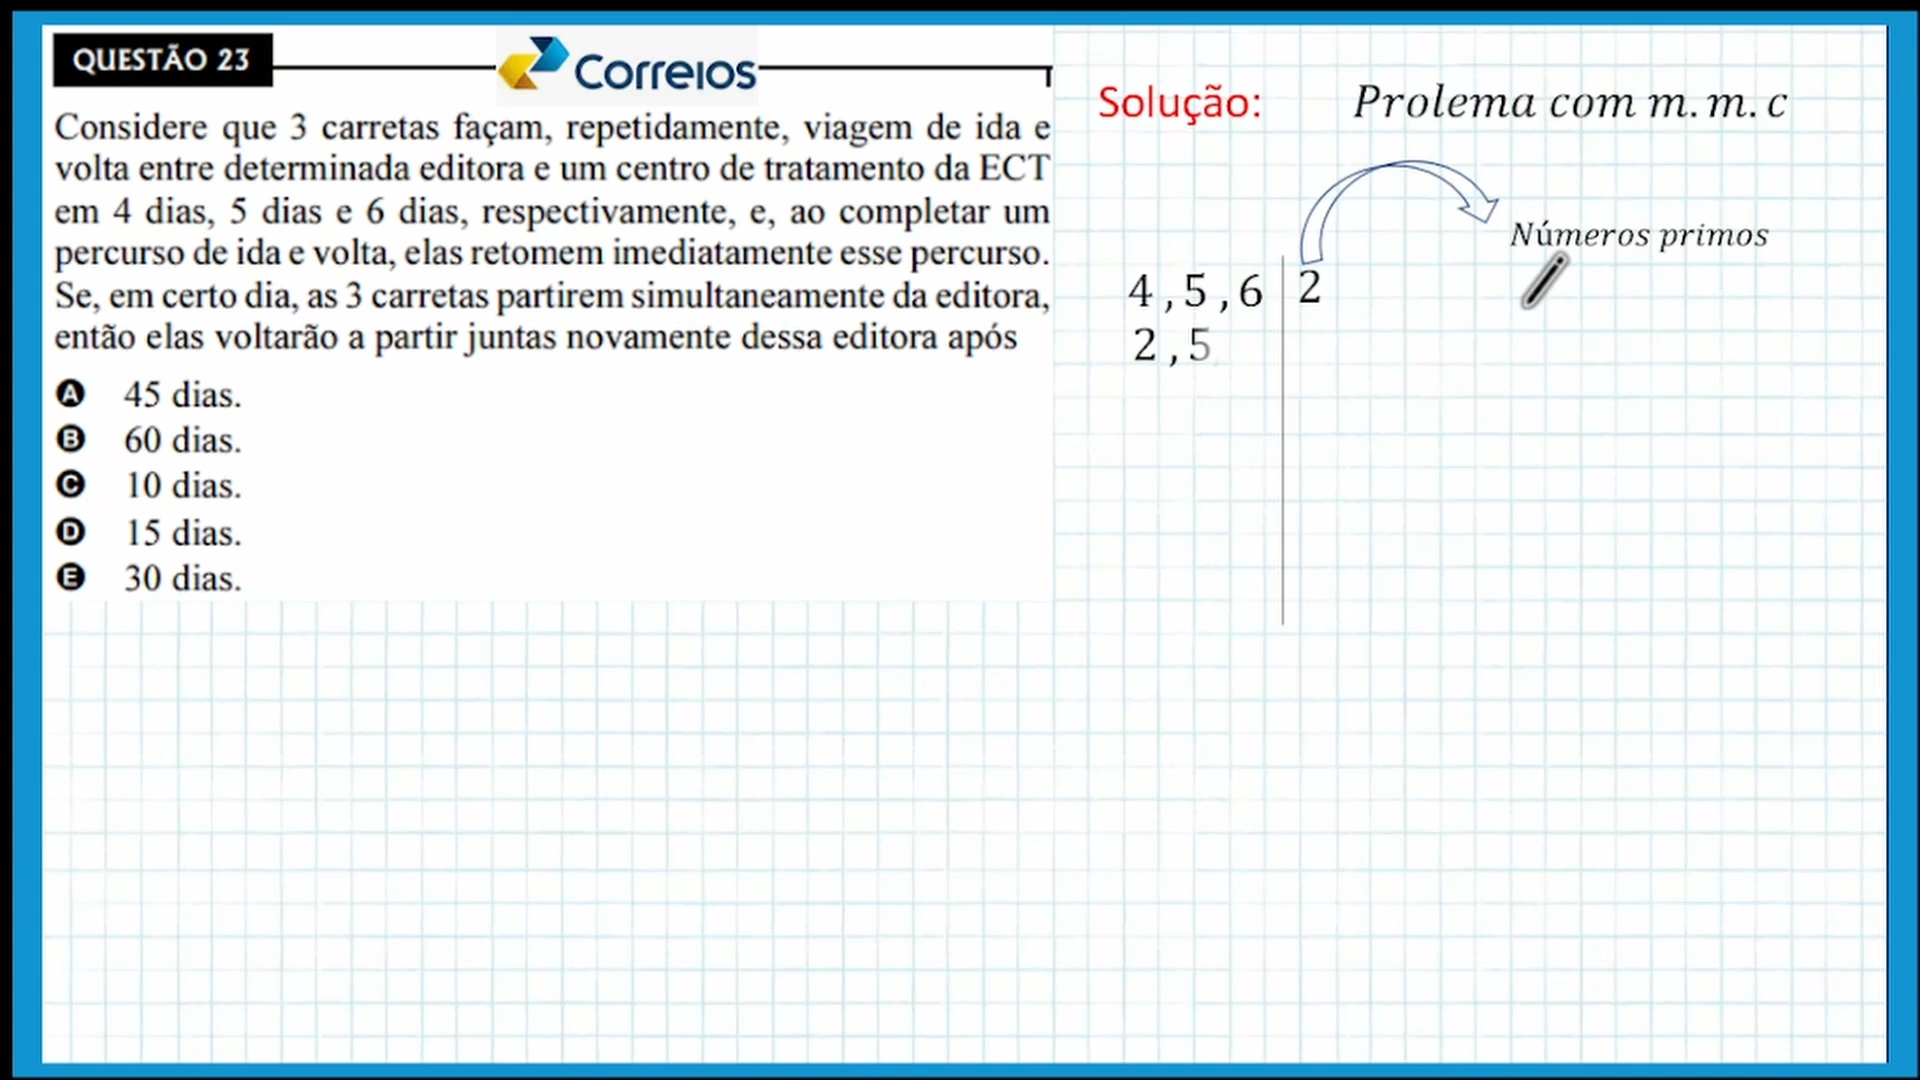 QUESTÃO 23
Correios
Considere que 3 carretas façam, repetidamente, viagem de ida e
volta entre determinada editora e um centro de tratamento da ECT
em 4 dias, 5 dias e 6 dias, respectivamente, e, ao completar um
percurso de ida e volta, elas retomem imediatamente esse percurso.
Se, em certo dia, as 3 carretas partirem simultaneamente da editora,
então elas voltarão a partir juntas novamente dessa editora após
A 45 dias.
B 60 dias.
C 10 dias.
D 15 dias.
E 30 dias.
Solução: Prolema com m.m.c
Números primos
4 , 5 , 6 2
2 , 5